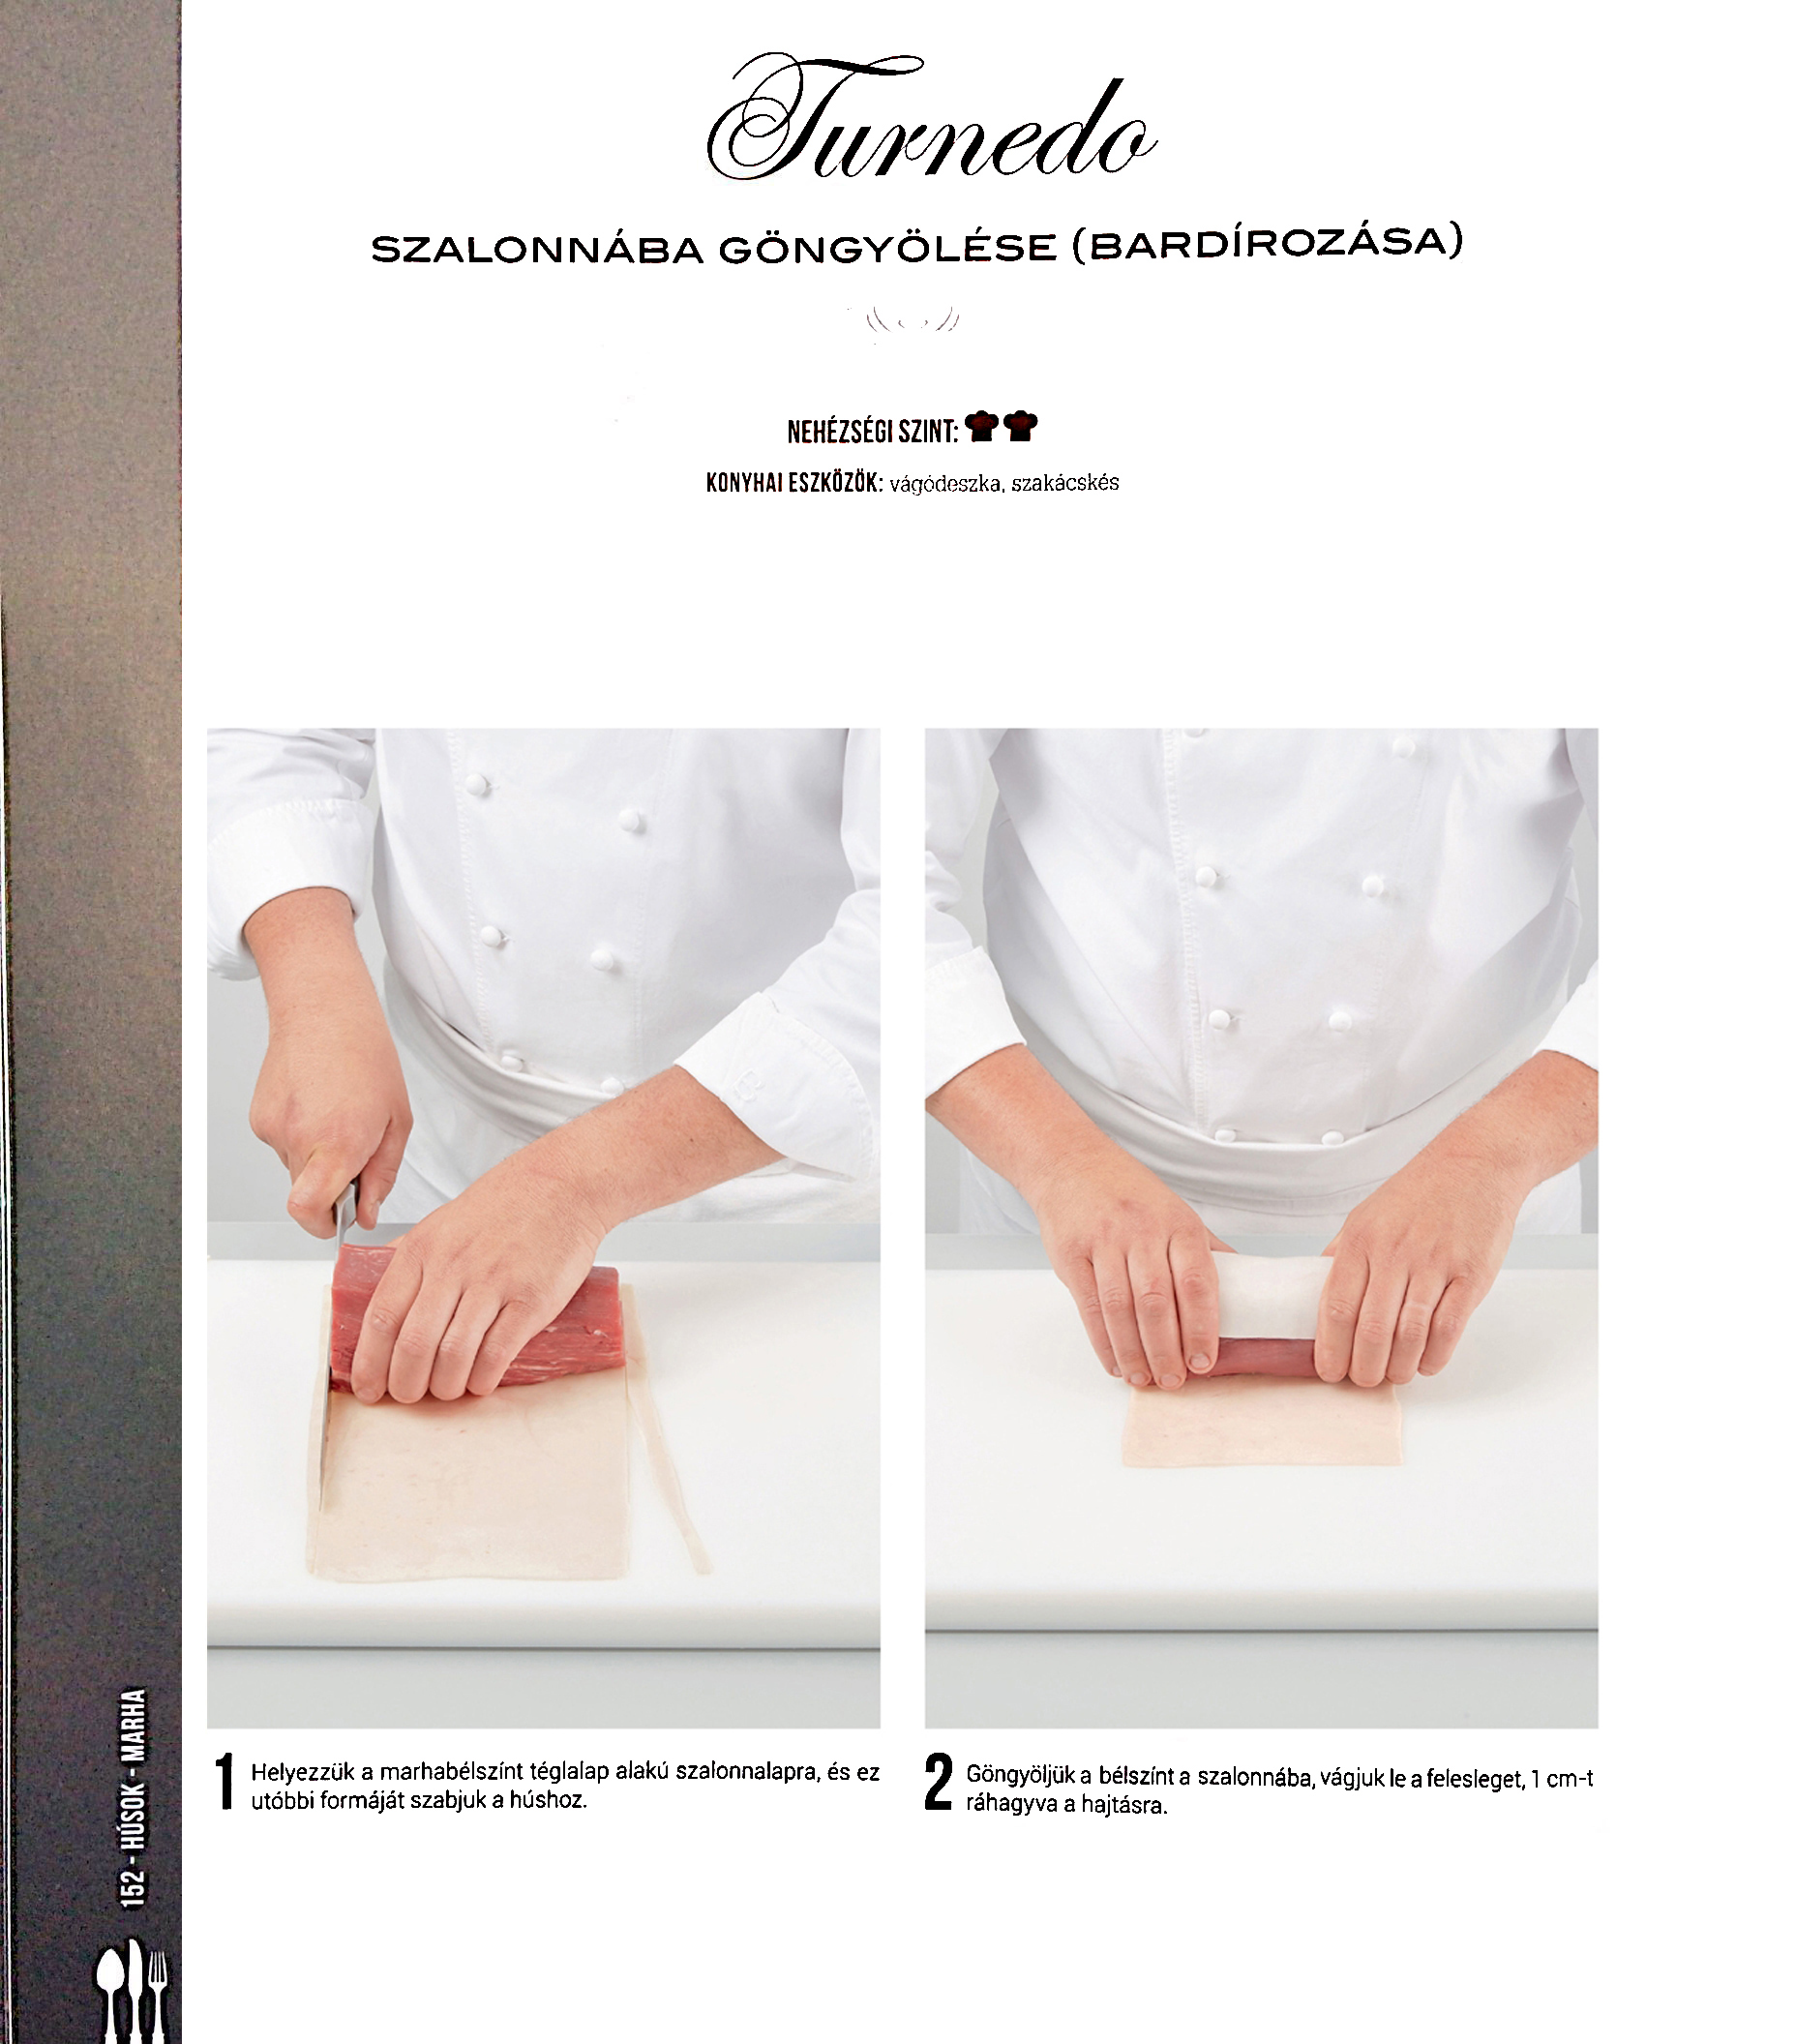 Turnedo
SZALONNÁBA GÖNGYÖLÉSE (BARDÍROZÁSA)
NEHÉZSÉGI SZINT:
KONYHAI ESZKÖZÖK: vágódeszka, szakácskés
1 Helyezzük a marhabélszínt téglalap alakú szalonnalapra, és ez
utóbbi formáját szabjuk a húshoz.
2 Göngyöljük a bélszínt a szalonnába, vágjuk le a felesleget, 1 cm-t
ráhagyva a hajtásra.
152 - HÚSOK - MARHA